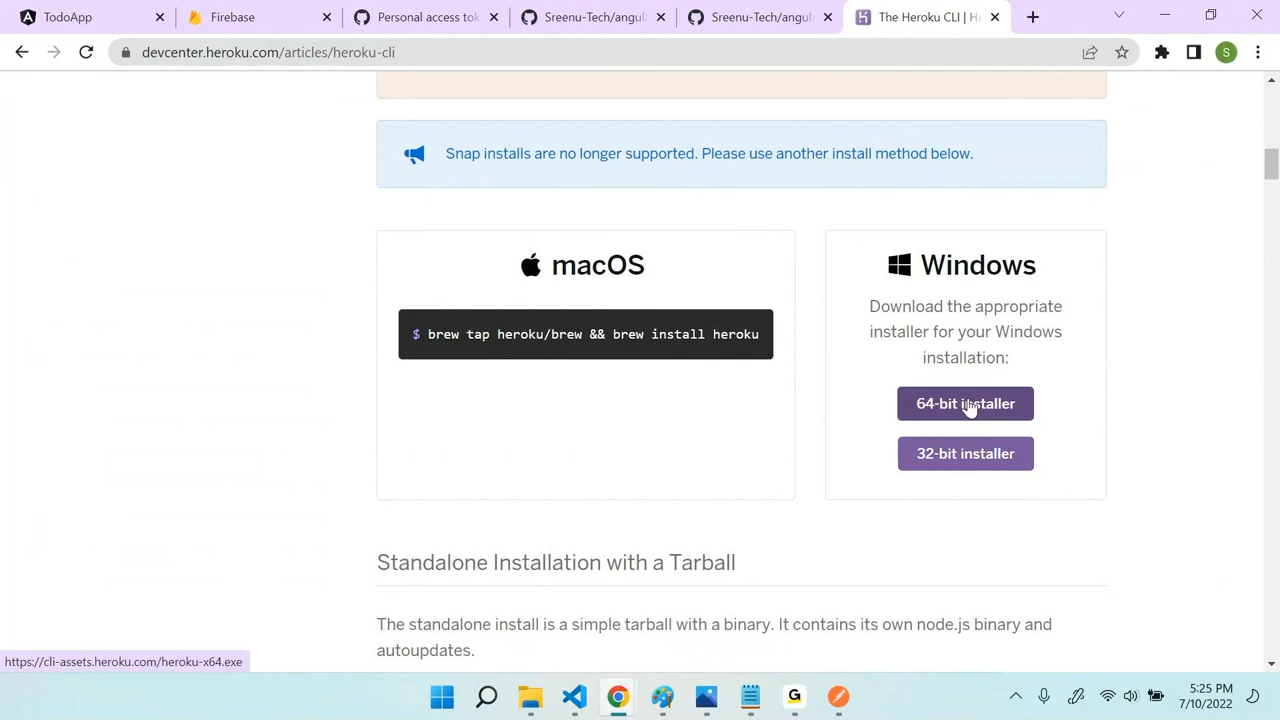 TodoApp
Firebase
Personal access tok
Sreenu-Tech/angul
Sreenu-Tech/angul
The Heroku CLI | H
devcenter.heroku.com/articles/heroku-cli
S
Snap installs are no longer supported. Please use another install method below.
macOS
$ brew tap heroku/brew && brew install heroku
Windows
Download the appropriate
installer for your Windows
installation:
64-bit installer
32-bit installer
Standalone Installation with a Tarball
The standalone install is a simple tarball with a binary. It contains its own node.js binary and
autoupdates.
https://cli-assets.heroku.com/heroku-x64.exe
G
5:25 PM
7/10/2022